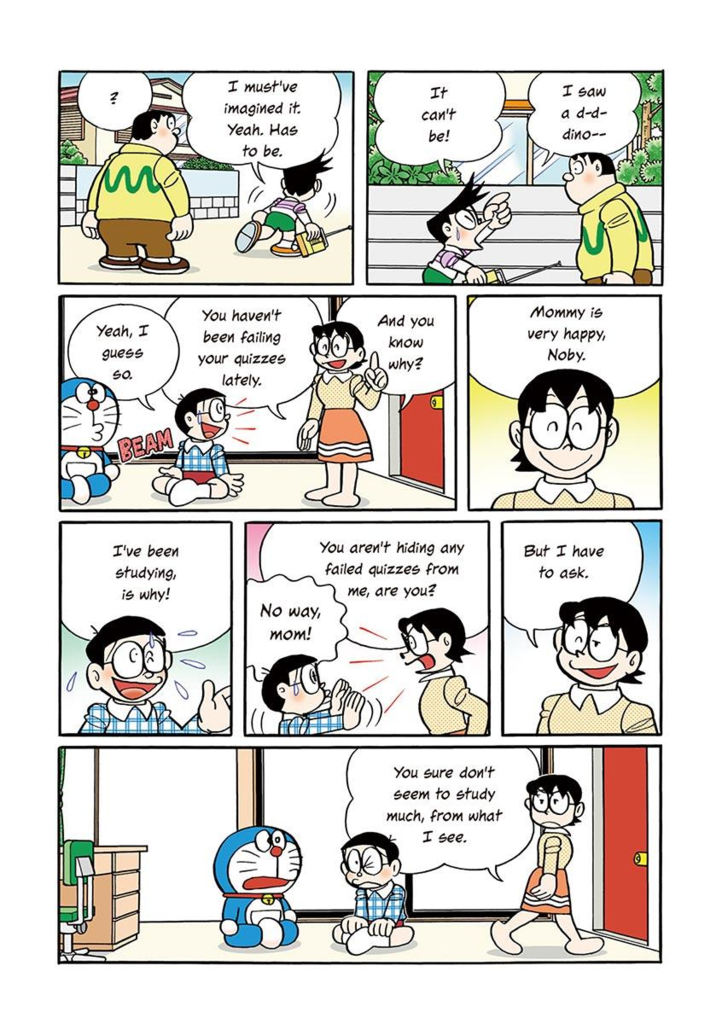 I saw
a d-d-
dino--
It
can't
be!
I must've
imagined it.
Yeah. Has
to be.
?
Mommy is
very happy,
Noby.
And you
know
why?
You haven't
been failing
your quizzes
lately.
BEAM
Yeah, I
guess
so.
But I have
to ask.
You aren't hiding any
failed quizzes from
me, are you?
No way,
mom!
I've been
studying,
is why!
You sure don't
seem to study
much, from what
I see.